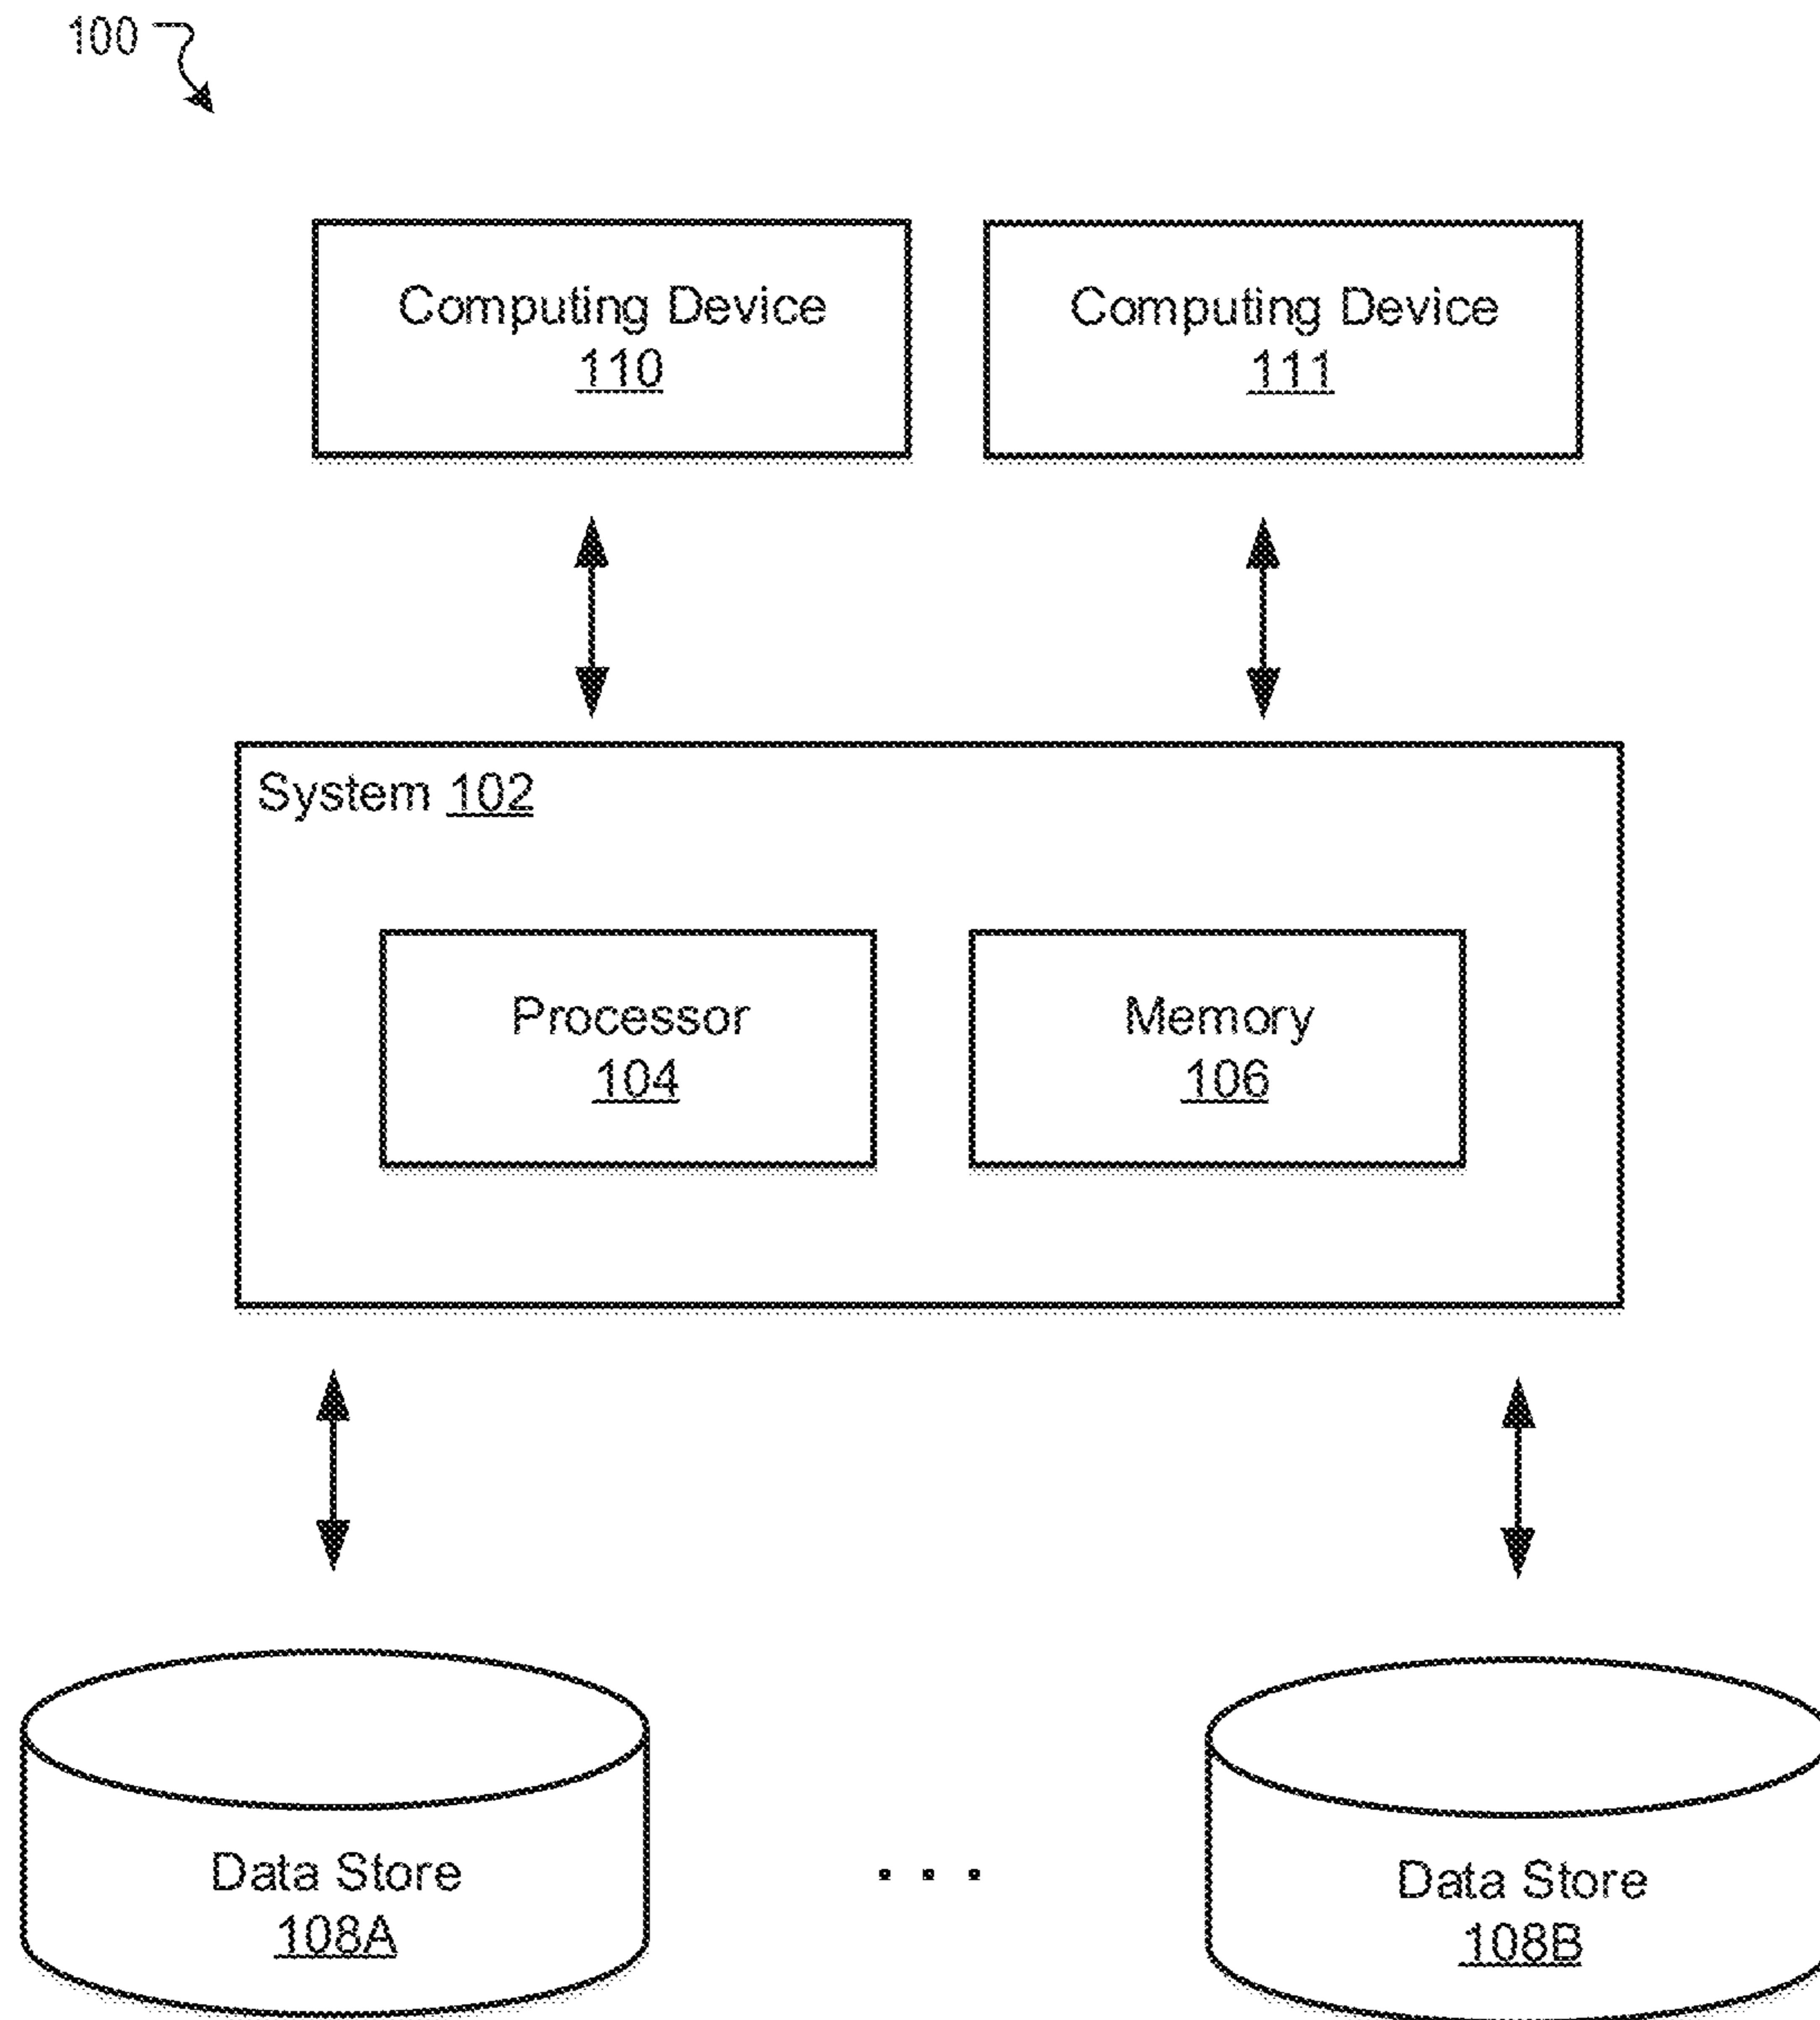 100
Computing Device
110
Computing Device
111
System 102
Processor
104
Memory
106
Data Store
108A
. . .
Data Store
108B